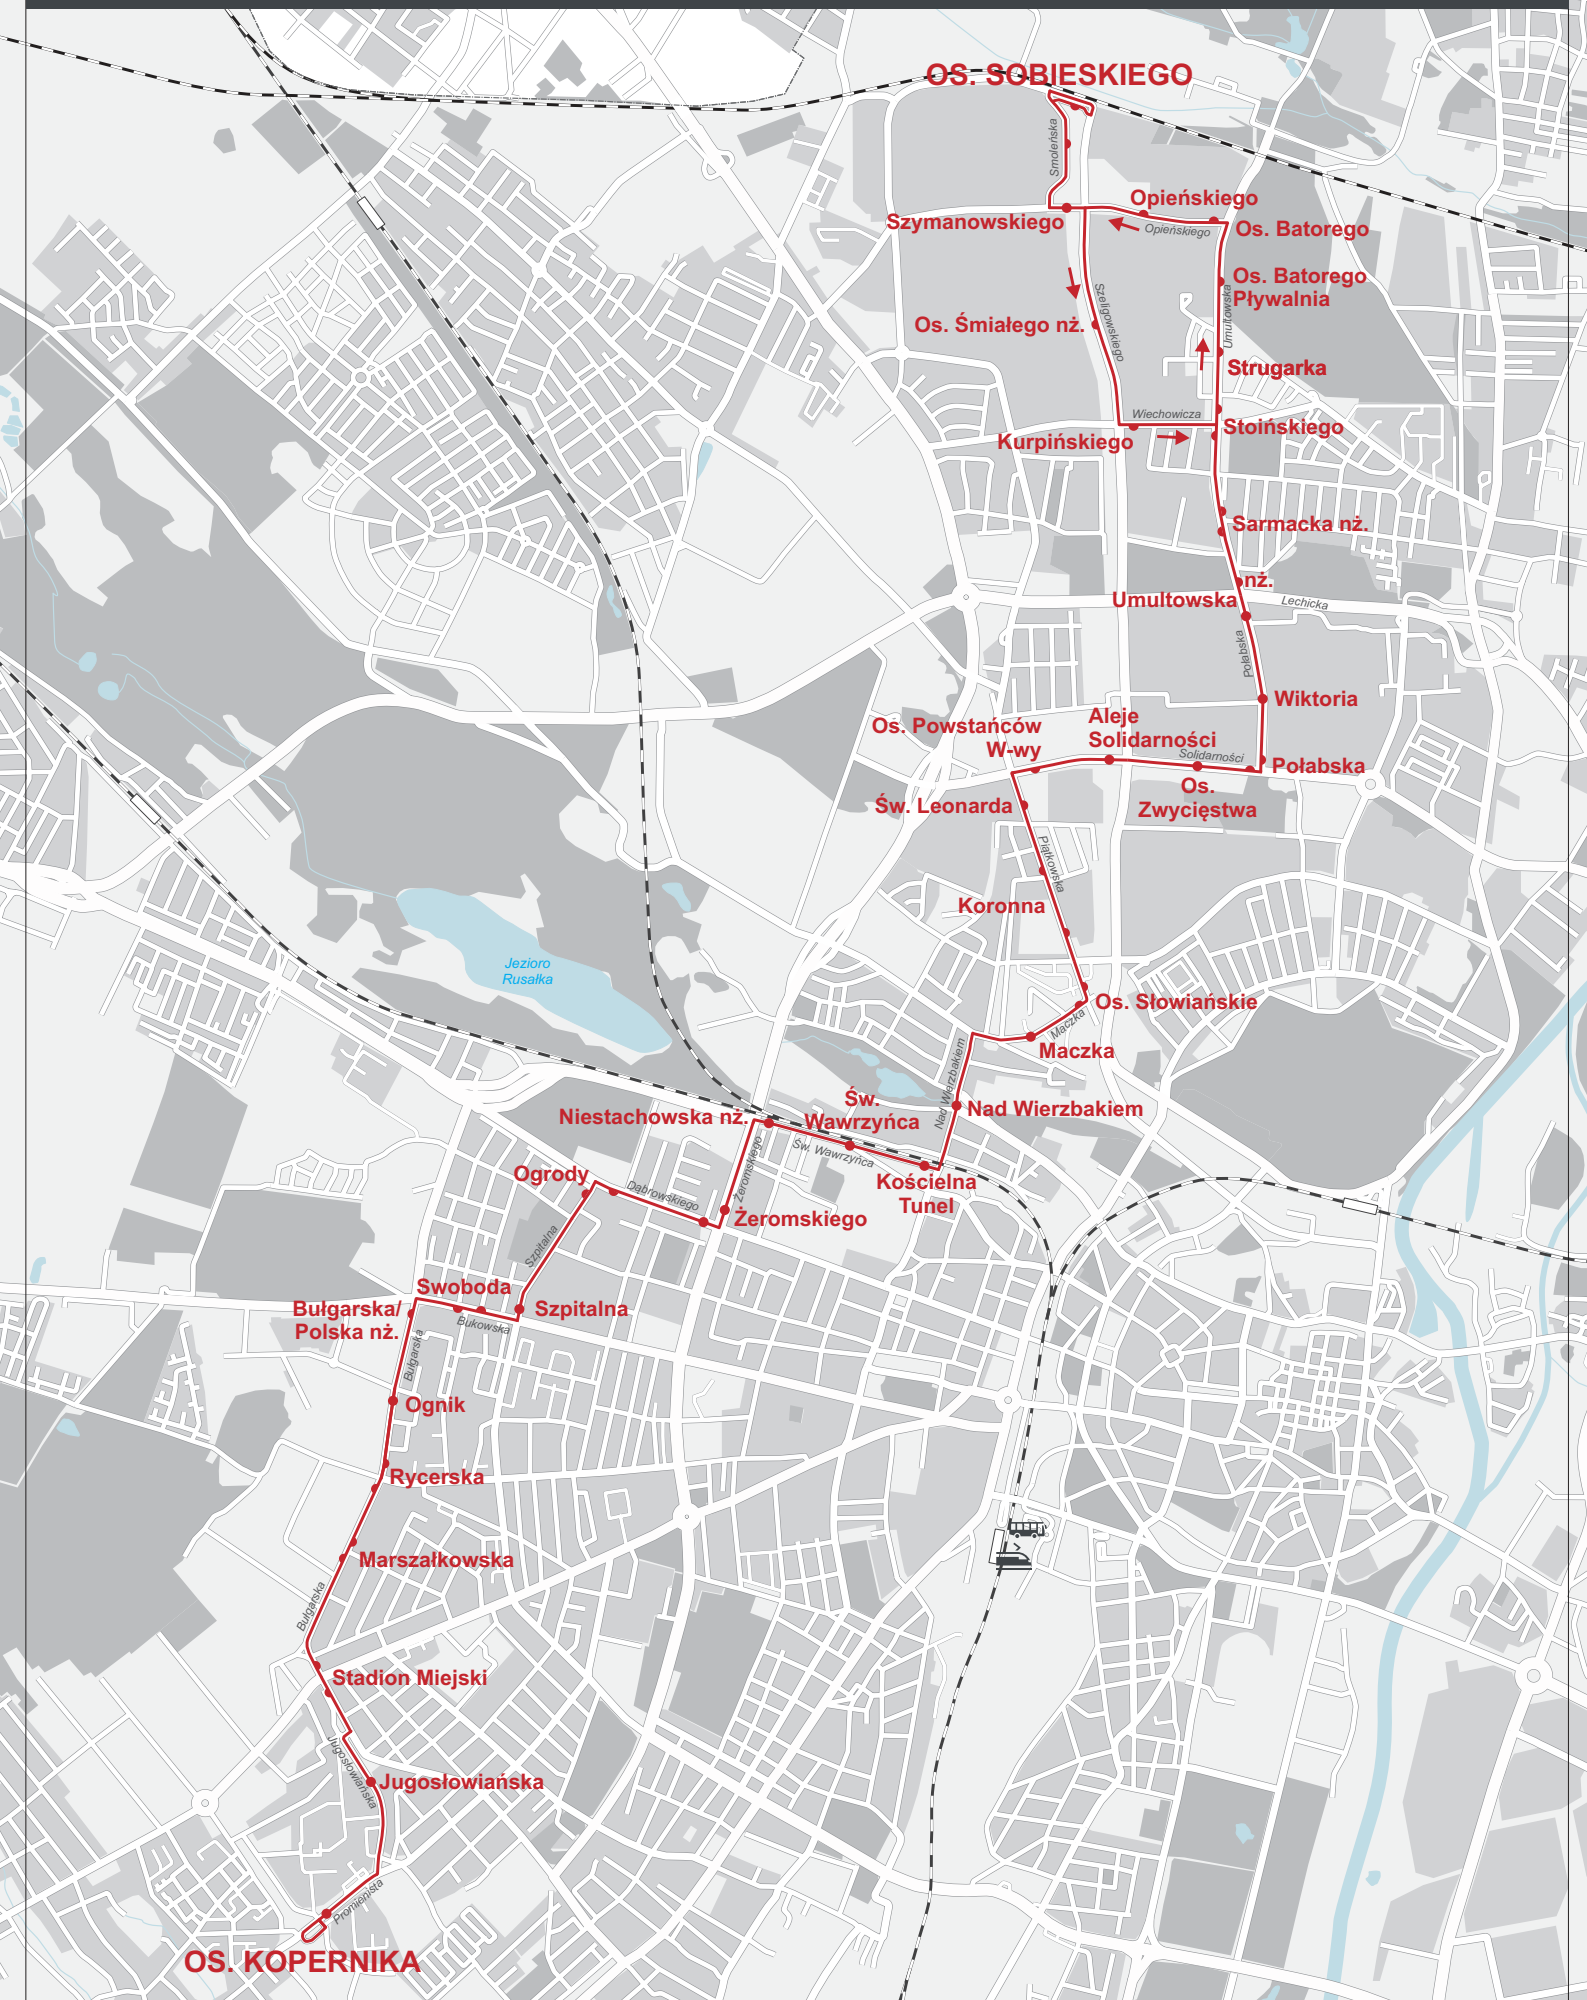 OS. SOBIESKIEGO
Smoleńska
Opieńskiego
Szymanowskiego
Opieńskiego
Os. Batorego
Os. Batorego
Pływalnia
Szeligowskiego
Umultowska
Os. Śmiałego nż.
Strugarka
Wiechowicza
Stoińskiego
Kurpińskiego
Sarmacka nż.
nż.
Umultowska
Lechicka
Połabska
Wiktoria
Os. Powstańców
W-wy
Aleje
Solidarności
Solidarności
Połabska
Os.
Zwycięstwa
Św. Leonarda
Piątkowska
Koronna
Jezioro
Rusałka
Os. Słowiańskie
Maczka
Maczka
Nad Wierzbakiem
Św.
Wawrzyńca
Nad Wierzbakiem
Niestachowska nż.
Św. Wawrzyńca
Żeromskiego
Ogrody
Kościelna
Tunel
Dąbrowskiego
Żeromskiego
Szpitalna
Swoboda
Szpitalna
Bułgarska/
Polska nż.
Bukowska
Bułgarska
Ognik
Rycerska
Marszałkowska
Bułgarska
Stadion Miejski
Jugosłowiańska
Jugosłowiańska
Promienista
OS. KOPERNIKA